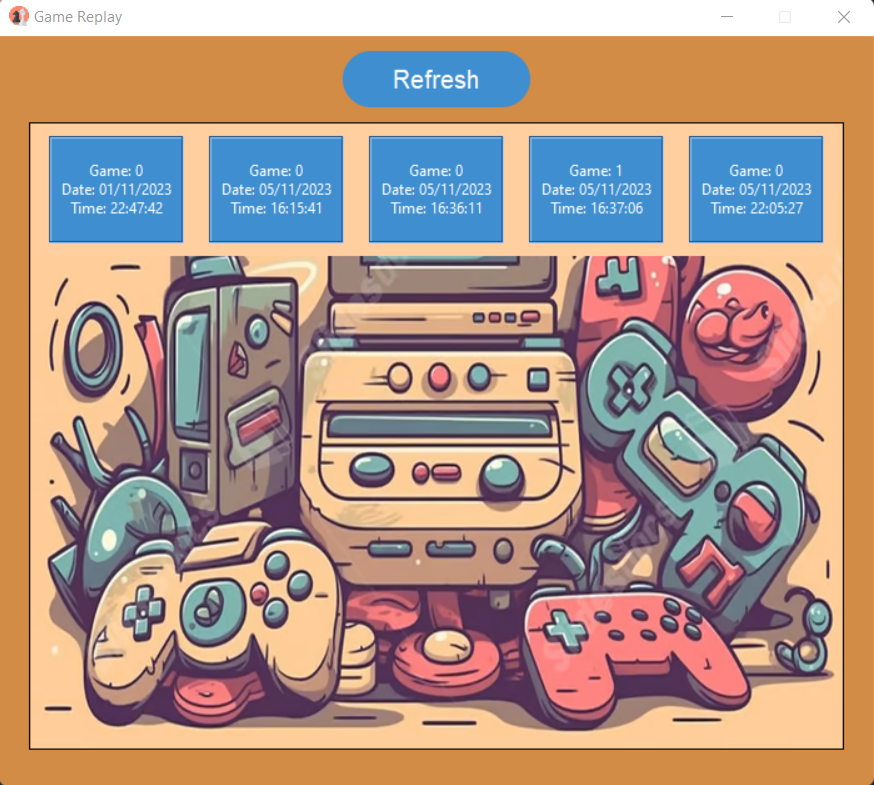 Game Replay
Refresh
Game: 0
Date: 01/11/2023
Time: 22:47:42
Game: 0
Date: 05/11/2023
Time: 16:15:41
Game: 0
Date: 05/11/2023
Time: 16:36:11
Game: 1
Date: 05/11/2023
Time: 16:37:06
Game: 0
Date: 05/11/2023
Time: 22:05:27